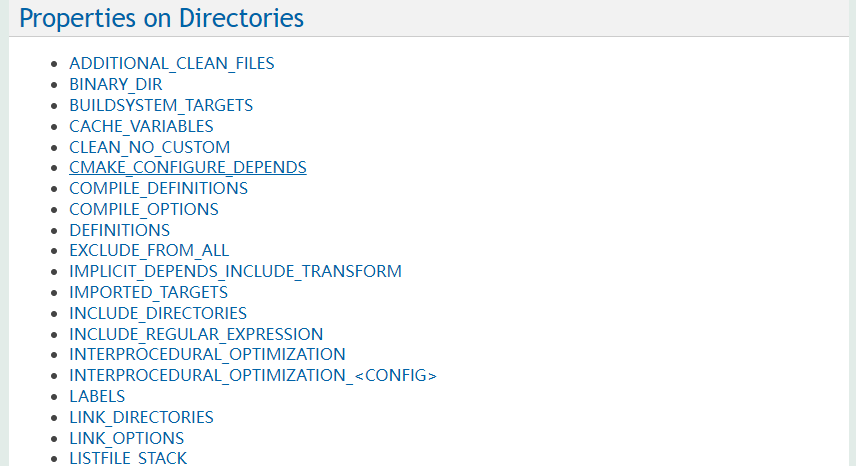 Properties on Directories
ADDITIONAL_CLEAN_FILES
BINARY_DIR
BUILDSYSTEM_TARGETS
CACHE_VARIABLES
CLEAN_NO_CUSTOM
CMAKE_CONFIGURE_DEPENDS
COMPILE_DEFINITIONS
COMPILE_OPTIONS
DEFINITIONS
EXCLUDE_FROM_ALL
IMPLICIT_DEPENDS_INCLUDE_TRANSFORM
IMPORTED_TARGETS
INCLUDE_DIRECTORIES
INCLUDE_REGULAR_EXPRESSION
INTERPROCEDURAL_OPTIMIZATION
INTERPROCEDURAL_OPTIMIZATION_<CONFIG>
LABELS
LINK_DIRECTORIES
LINK_OPTIONS
LISTFILE_STACK